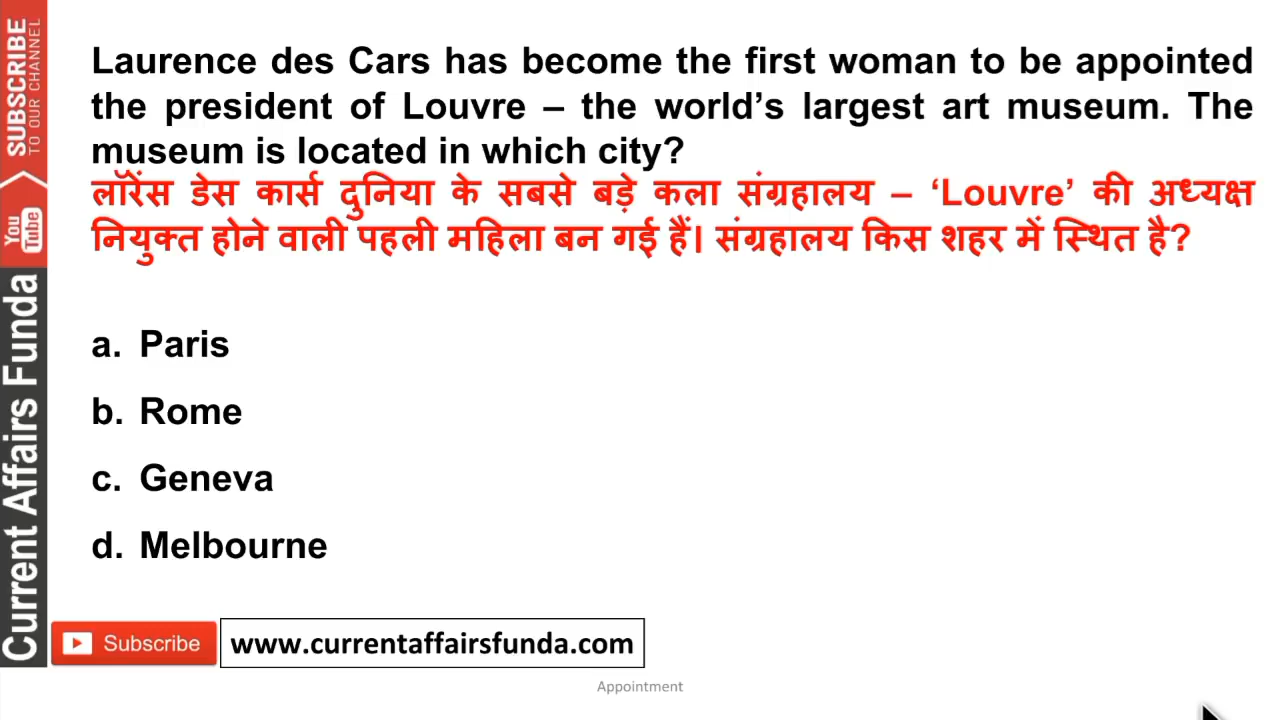 Laurence des Cars has become the first woman to be appointed
the president of Louvre – the world's largest art museum. The
museum is located in which city?
लॉरेंस डेस कार्स दुनिया के सबसे बड़े कला संग्रहालय – ‘Louvre’ की अध्यक्ष
नियुक्त होने वाली पहली महिला बन गई हैं। संग्रहालय किस शहर में स्थित है?
a. Paris
b. Rome
c. Geneva
d. Melbourne
SUBSCRIBE
TO OUR CHANNEL
You
Tube
Current Affairs Funda
Subscribe
www.currentaffairsfunda.com
Appointment